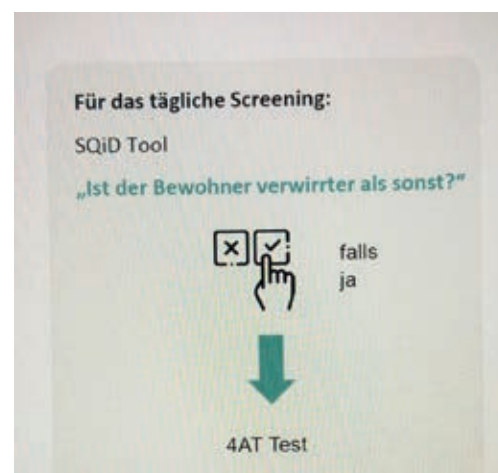 Für das tägliche Screening:
SQiD Tool
„Ist der Bewohner verwirrter als sonst?“
falls
ja
4AT Test